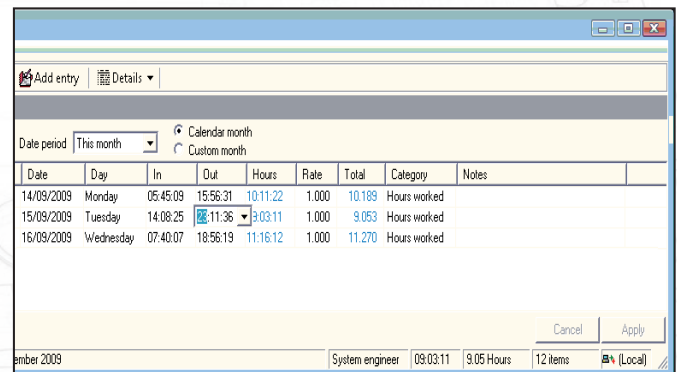 Add entry Details
Date period This month Calendar month
Custom month
Date Day In Out Hours Rate Total Category Notes
14/09/2009 Monday 05:45:09 15:56:31 10:11:22 1.000 10.189 Hours worked
15/09/2009 Tuesday 14:08:25 23:11:36 9:03:11 1.000 9.053 Hours worked
16/09/2009 Wednesday 07:40:07 18:56:19 11:16:12 1.000 11.270 Hours worked
Cancel Apply
ember 2009 System engineer 09:03:11 9.05 Hours 12 items (Local)